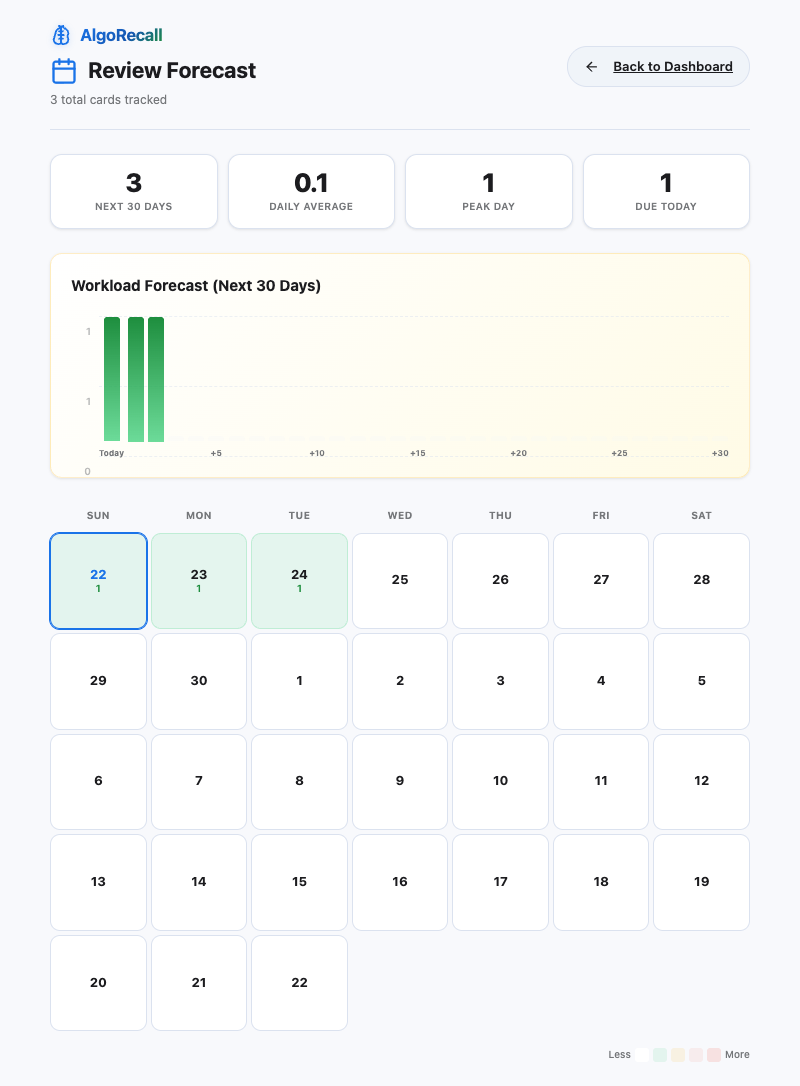 AlgoRecall
Review Forecast
3 total cards tracked
Back to Dashboard
3
NEXT 30 DAYS
0.1
DAILY AVERAGE
1
PEAK DAY
1
DUE TODAY
Workload Forecast (Next 30 Days)
1
1
0
Today +5 +10 +15 +20 +25 +30
SUN MON TUE WED THU FRI SAT
22 23 24 25 26 27 28
1 1 1
29 30 1 2 3 4 5
6 7 8 9 10 11 12
13 14 15 16 17 18 19
20 21 22
Less More